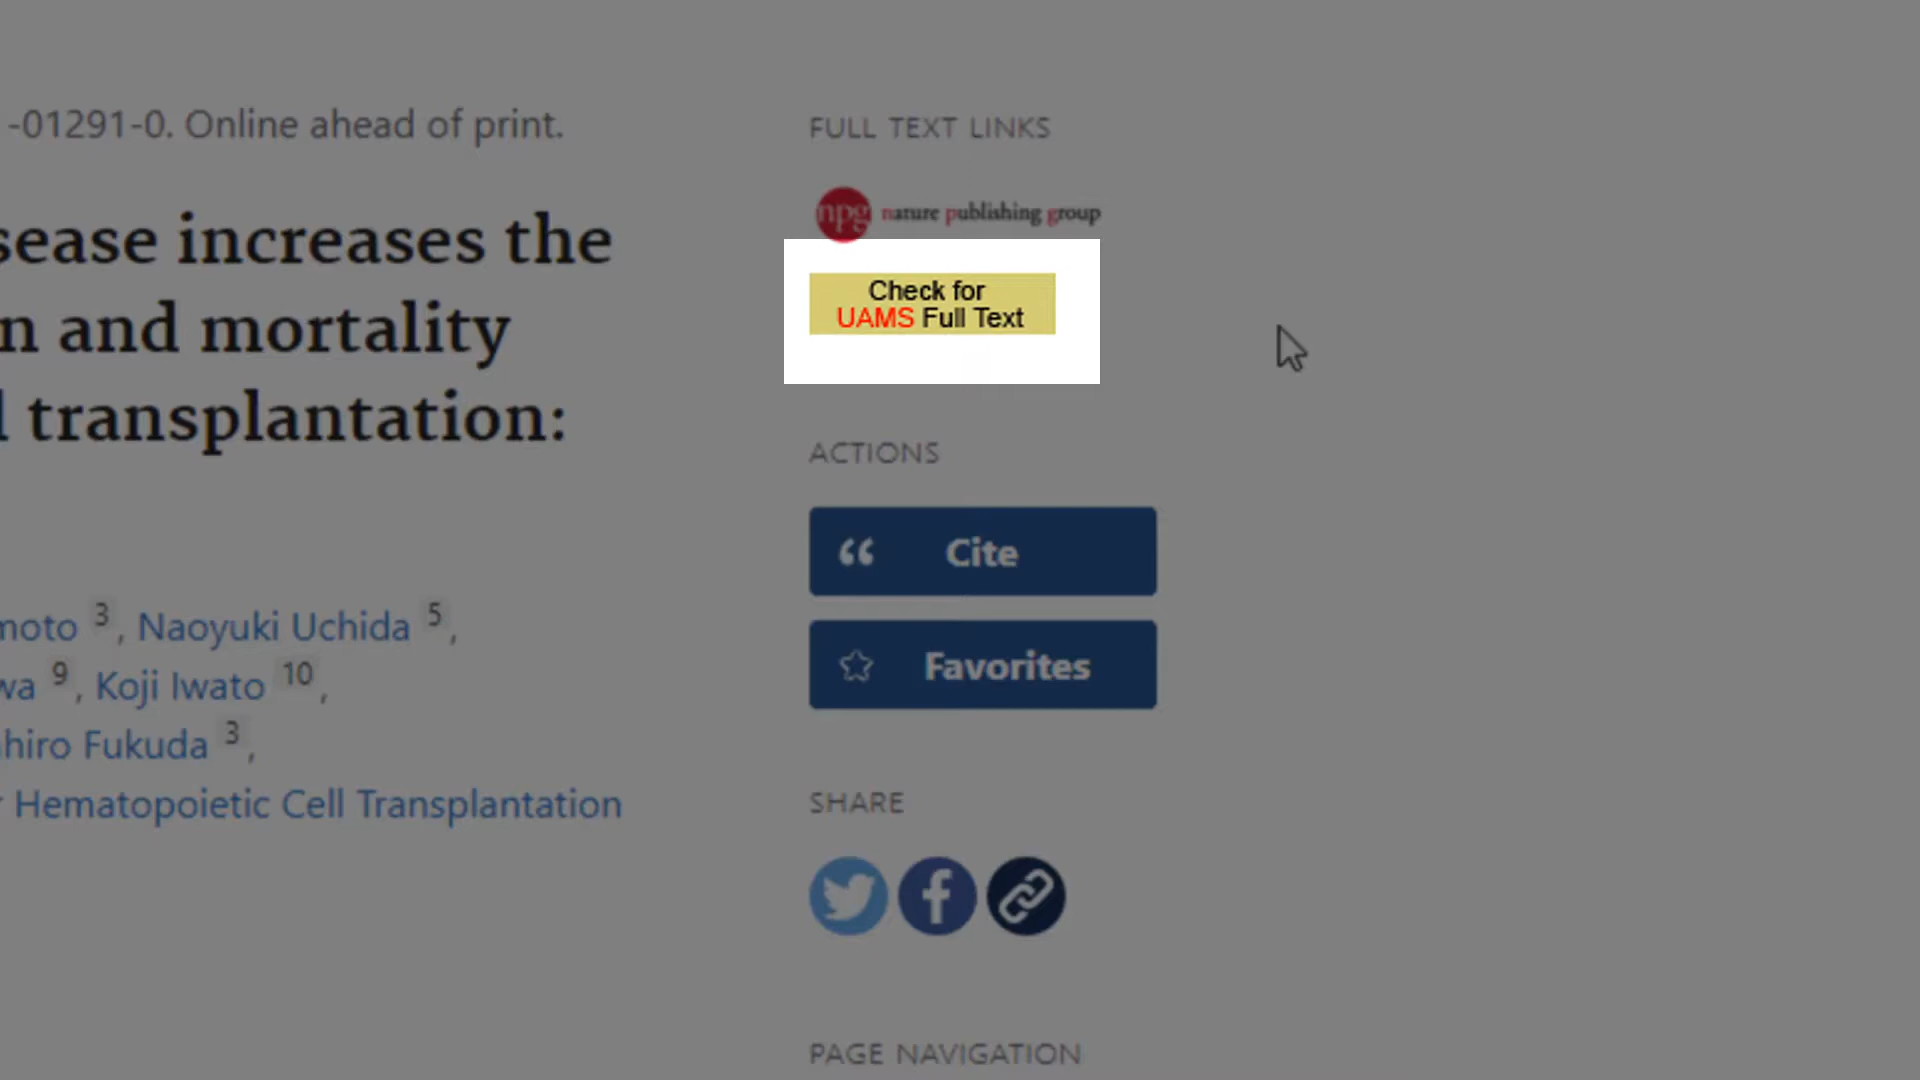 -01291-0. Online ahead of print.
sease increases the
n and mortality
l transplantation:
moto 3, Naoyuki Uchida 5,
wa 9, Koji Iwato 10,
hiro Fukuda 3,
r Hematopoietic Cell Transplantation
FULL TEXT LINKS
npg nature publishing group
Check for
UAMS Full Text
ACTIONS
Cite
Favorites
SHARE
PAGE NAVIGATION